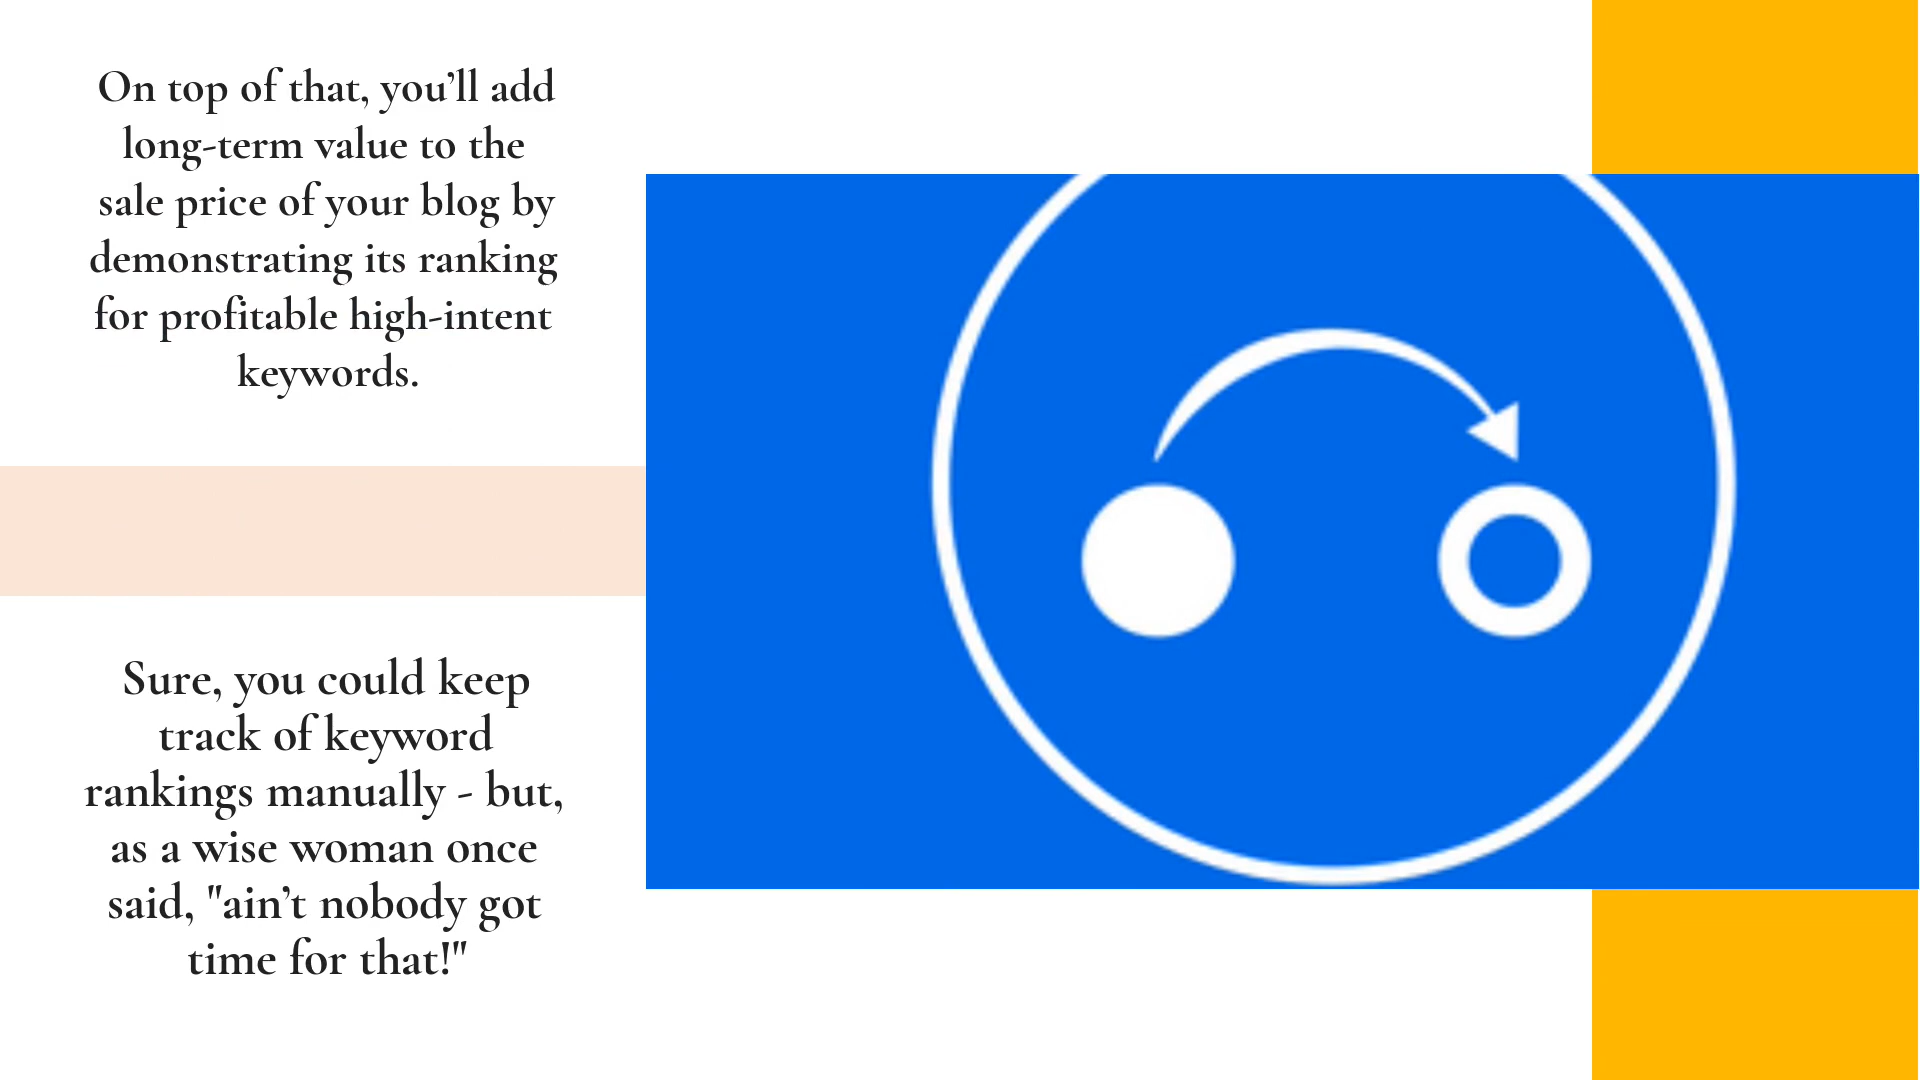 On top of that, you’ll add
long-term value to the
sale price of your blog by
demonstrating its ranking
for profitable high-intent
keywords.
Sure, you could keep
track of keyword
rankings manually - but,
as a wise woman once
said, "ain’t nobody got
time for that!"